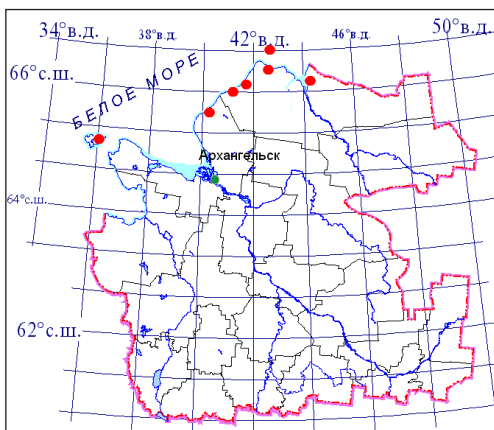 34°в.д.
38°в.д.
42°в.д.
46°в.д.
50°в.д.
66°с.ш.
БЕЛОЕ МОРЕ
Архангельск
64°с.ш.
62°с.ш.